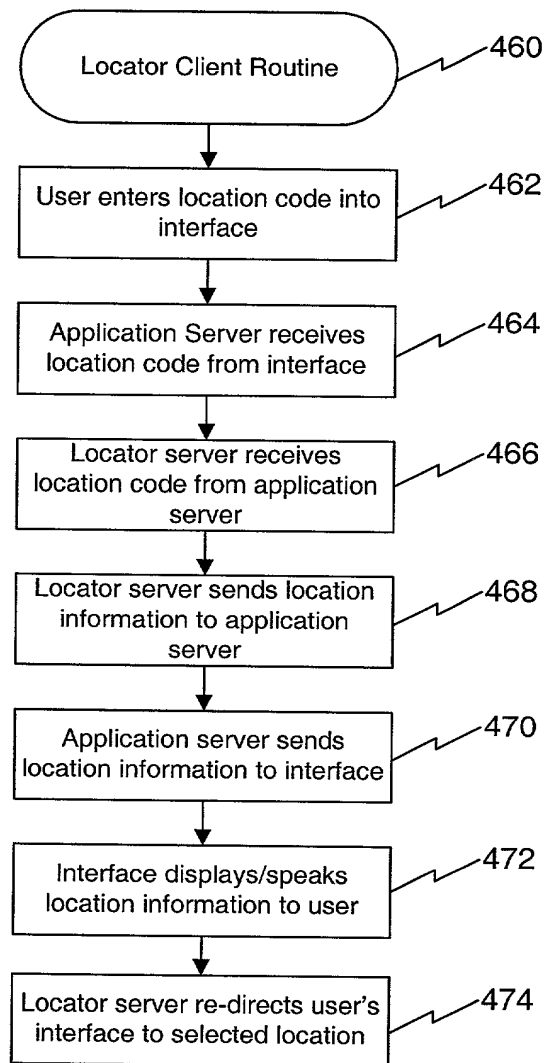 Locator Client Routine
460
User enters location code into
interface
462
Application Server receives
location code from interface
464
Locator server receives
location code from application
server
466
Locator server sends location
information to application
server
468
Application server sends
location information to interface
470
Interface displays/speaks
location information to user
472
Locator server re-directs user's
interface to selected location
474